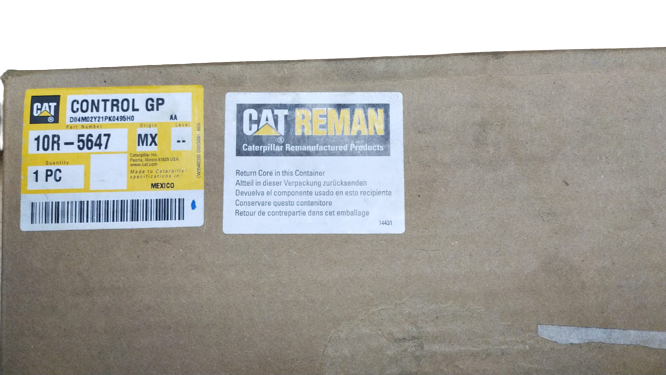 CAT
®
CONTROL GP
D04M02Y21PK0495H0
AA
Part Number
Origin
Level
10R-5647
MX
--
Caterpillar Inc.
Peoria, Illinois 61629 USA
www.cat.com
Quantity
1 PC
Made to Caterpillar
specifications in
MEXICO
CAT REMAN
®
Caterpillar Remanufactured Products
Return Core in this Container
Altteil in dieser Verpackung zurücksenden
Devuelva el componente usado en este recipiente
Conservare questo contenitore
Retour de contrepartie dans cet emballage